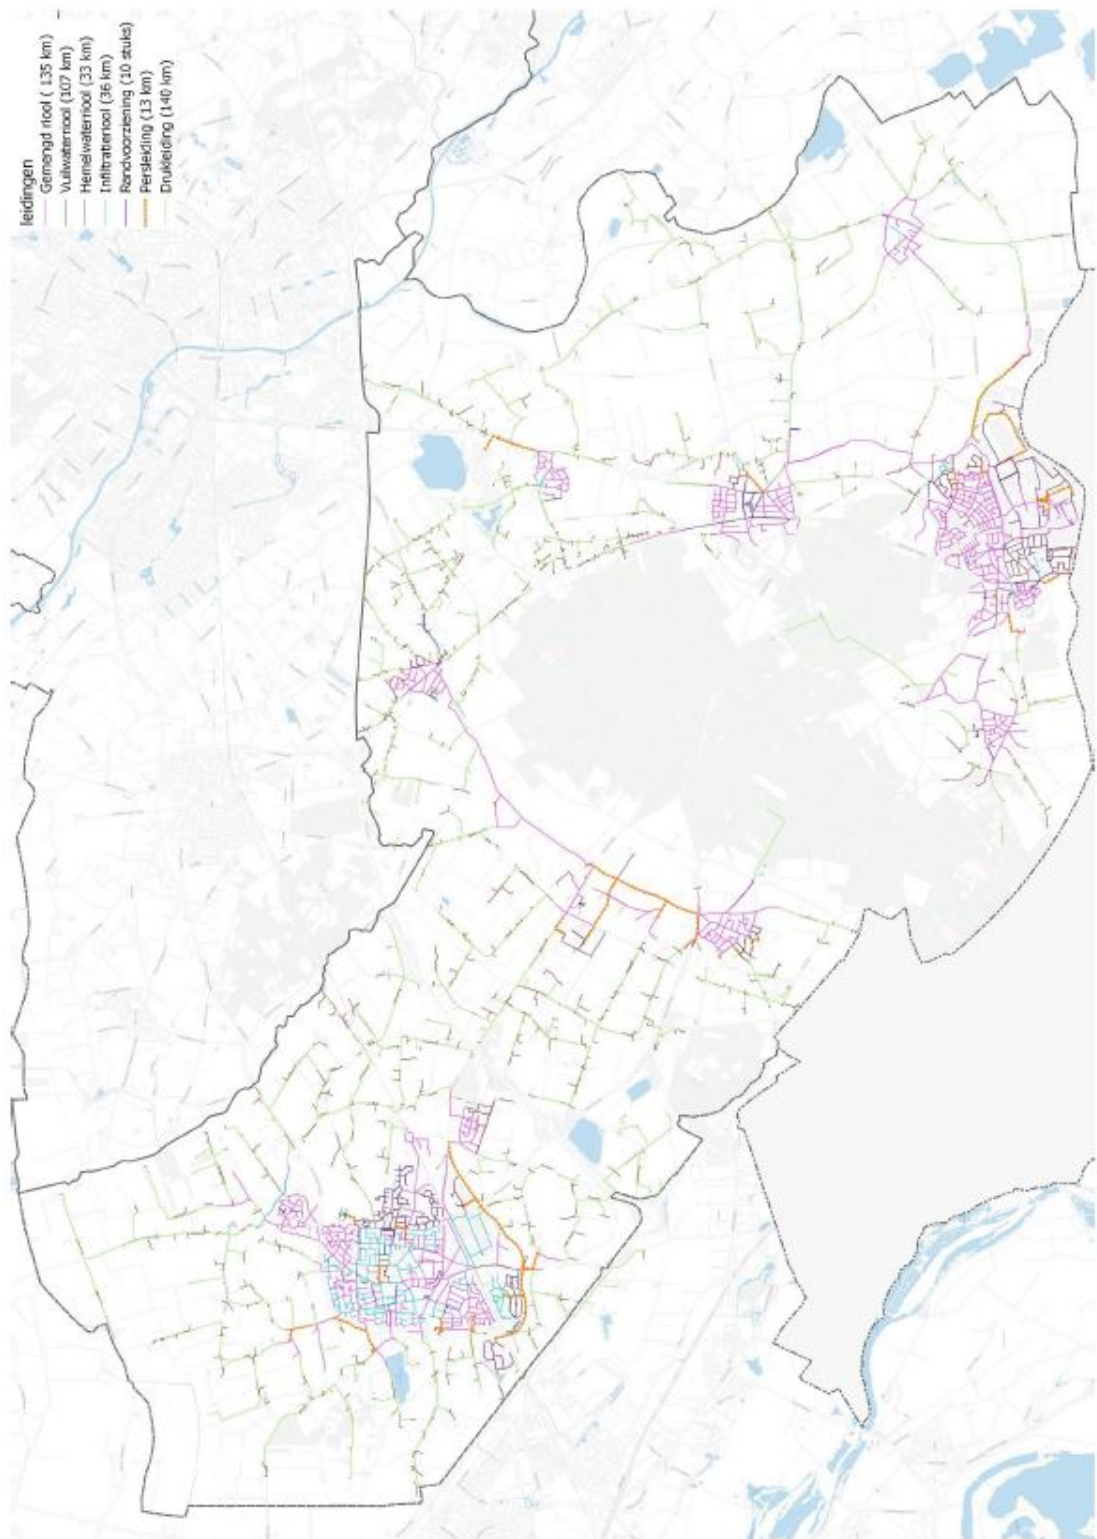 leidingen
Gemengd riool ( 135 km)
Vuilwaterriool (107 km)
Hemelwaterriool (33 km)
Infiltratieriool (36 km)
Randvoorziening (10 stuks)
Persleiding (13 km)
Drukleiding (140 km)